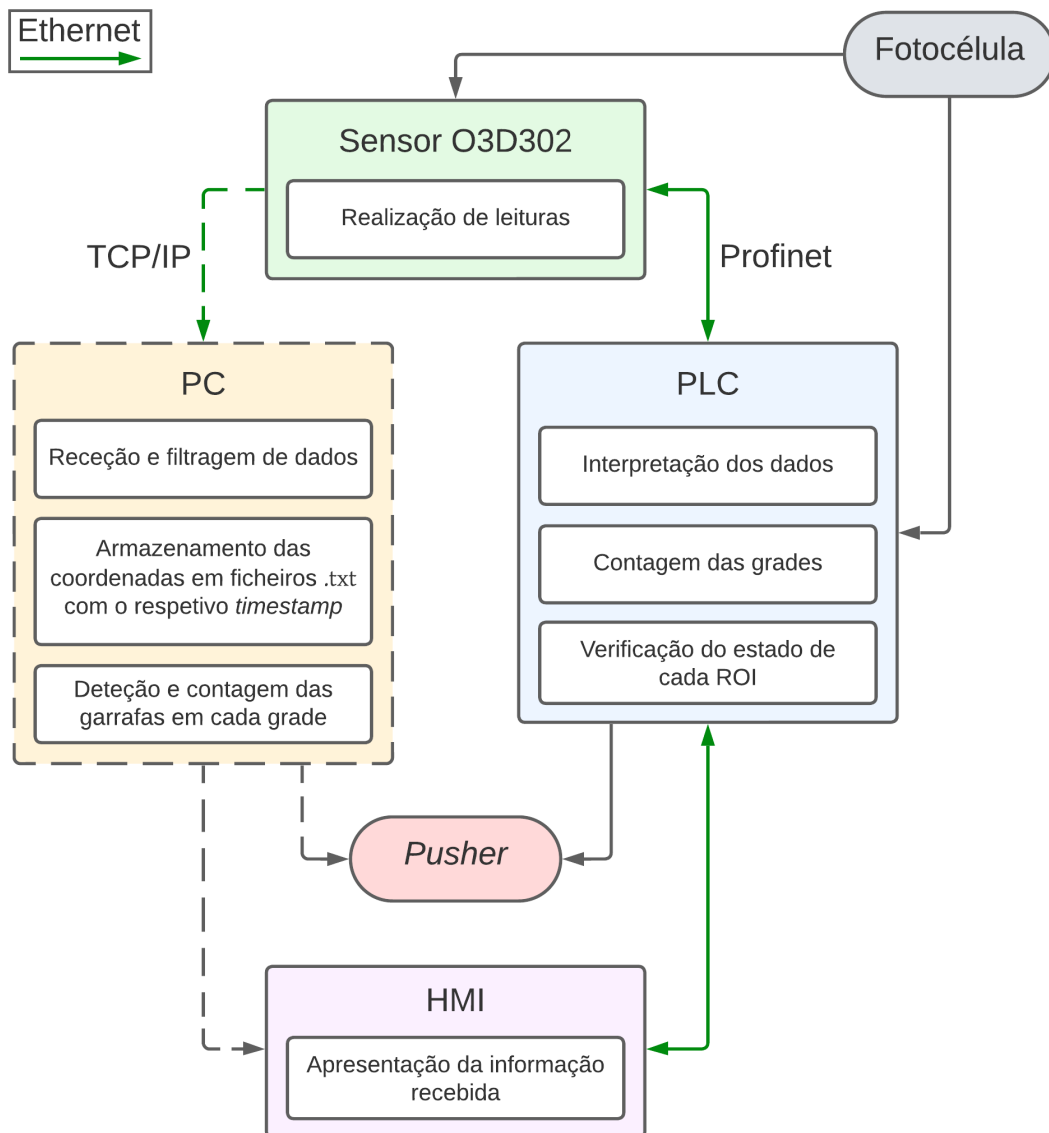 Ethernet
Fotocélula
Sensor O3D302
Realização de leituras
TCP/IP
Profinet
PC
Receção e filtragem de dados
Armazenamento das
coordenadas em ficheiros .txt
com o respetivo timestamp
Deteção e contagem das
garrafas em cada grade
PLC
Interpretação dos dados
Contagem das grades
Verificação do estado de
cada ROI
Pusher
HMI
Apresentação da informação
recebida